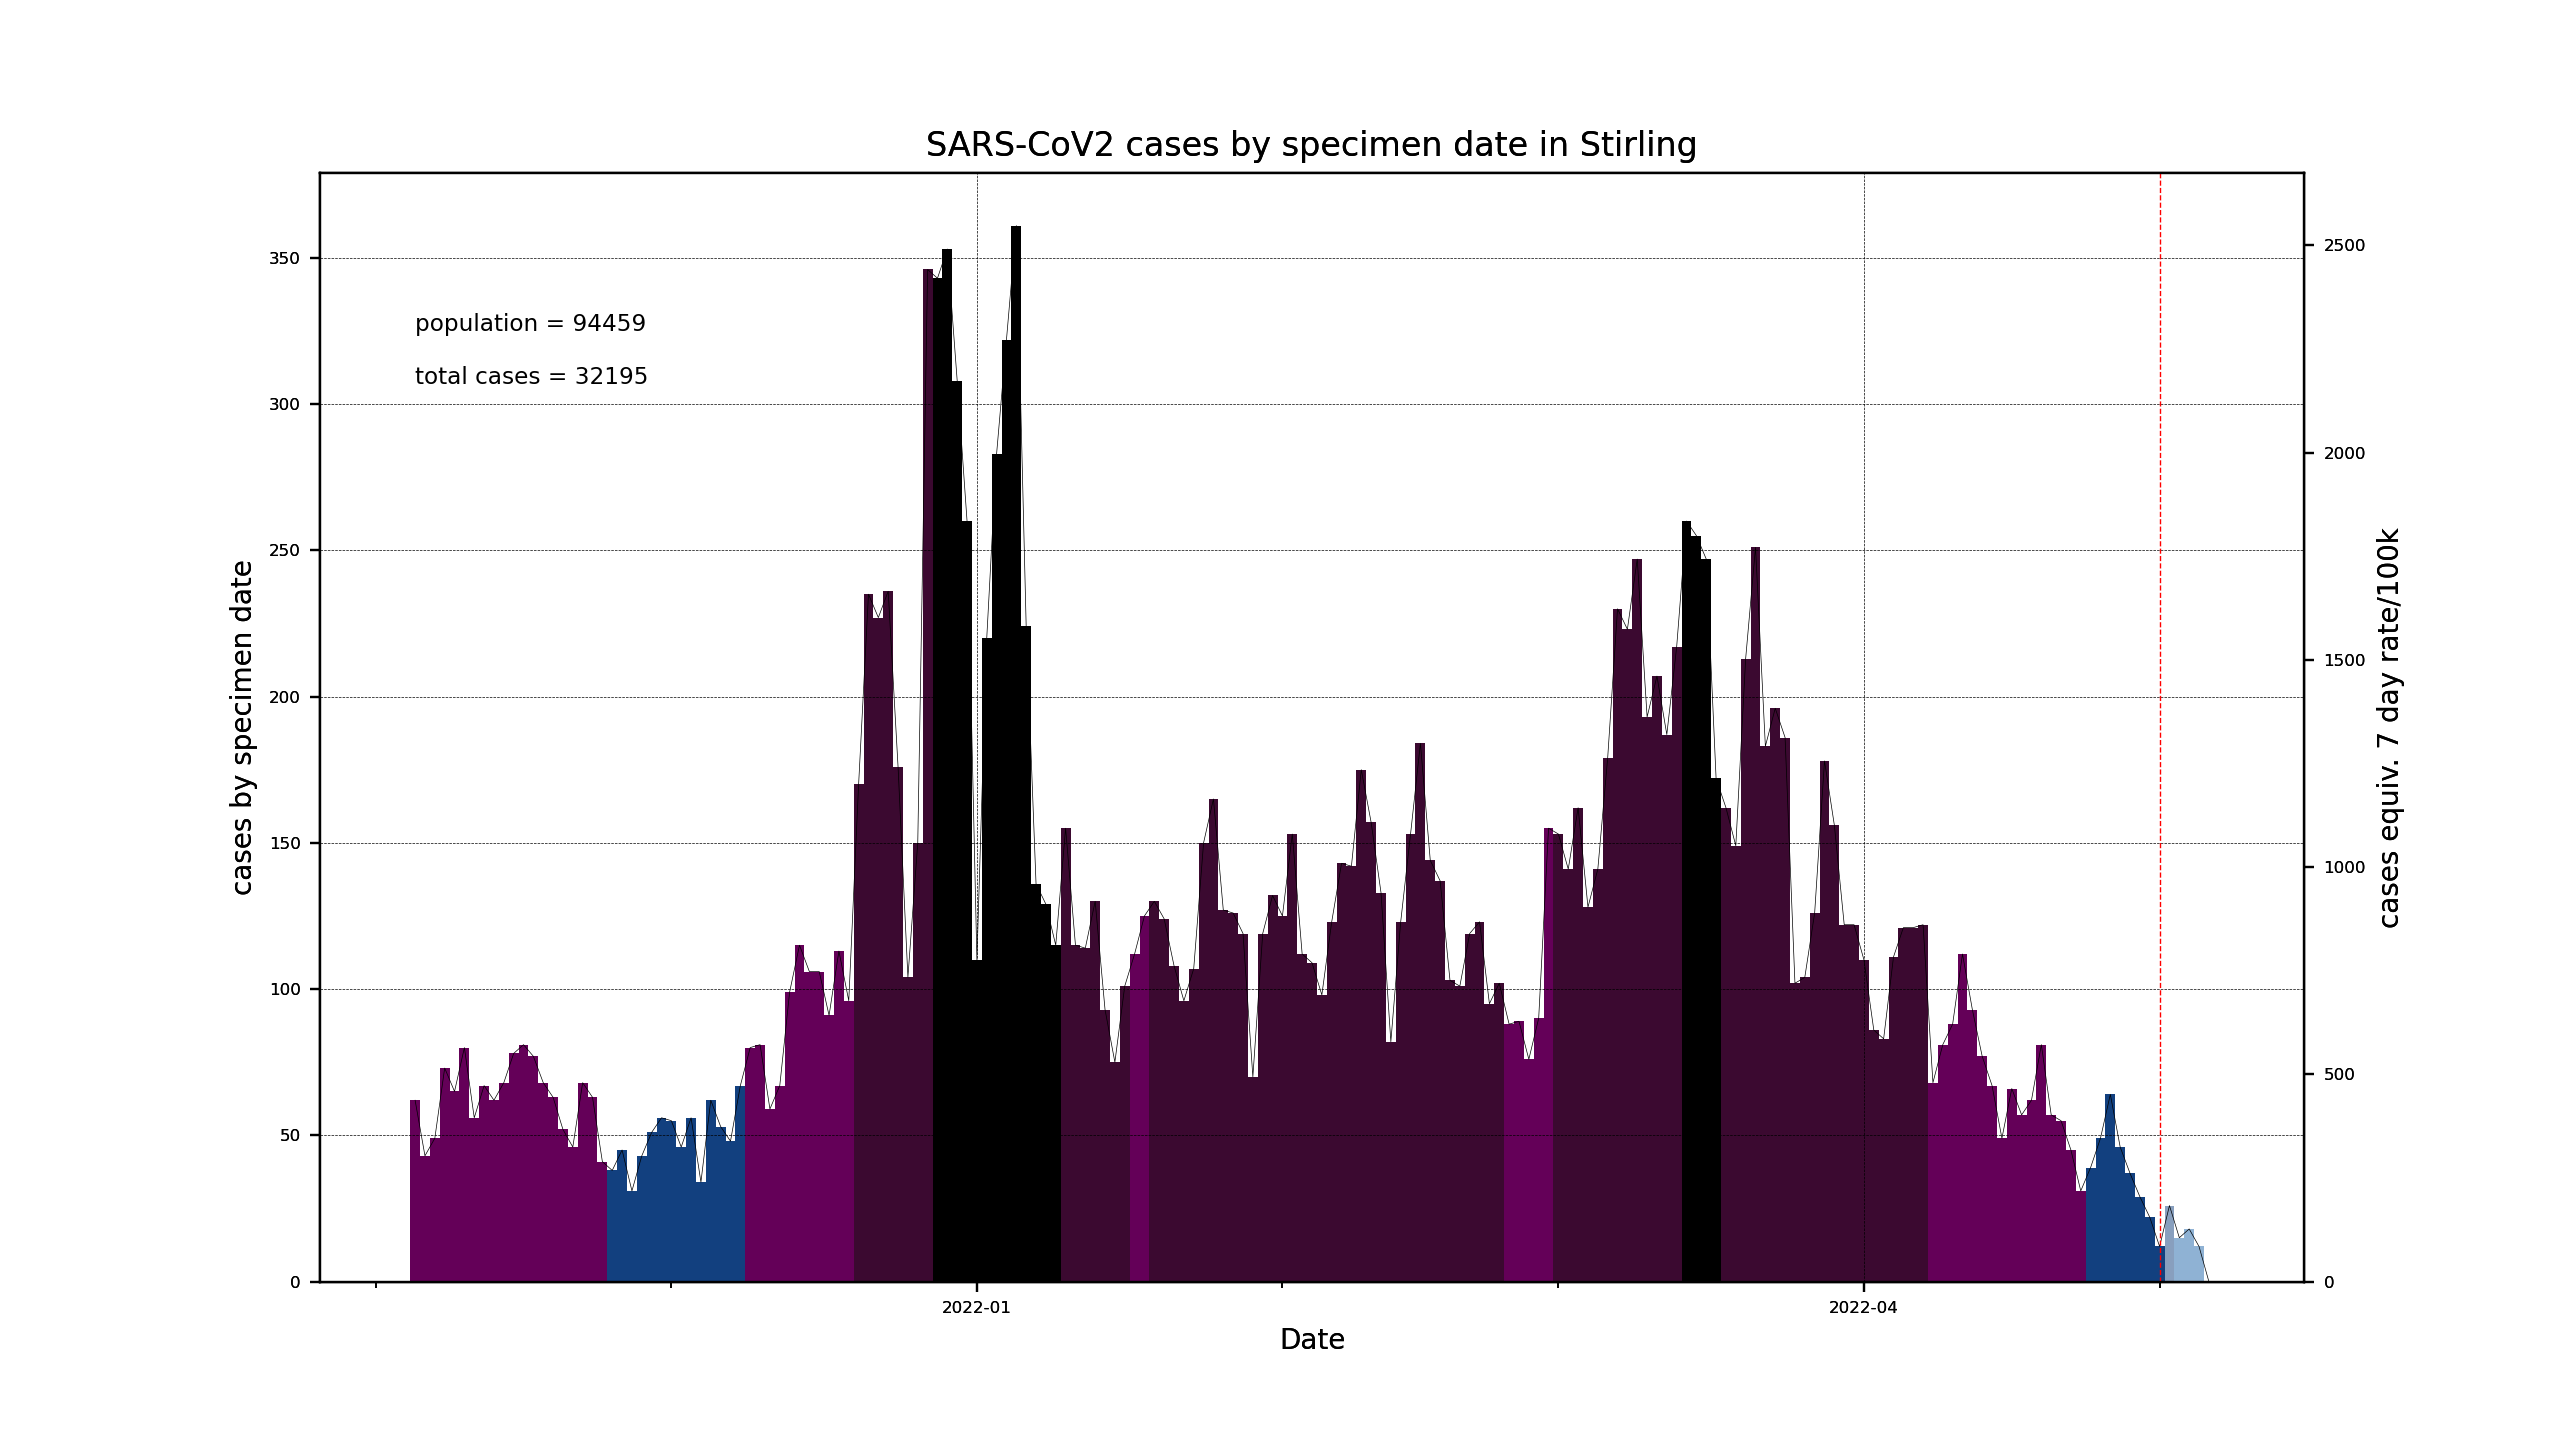 SARS-CoV2 cases by specimen date in Stirling
population = 94459
total cases = 32195
cases by specimen date
350
300
250
200
150
100
50
0
2500
2000
1500
1000
500
0
cases equiv. 7 day rate/100k
2022-01
2022-04
Date